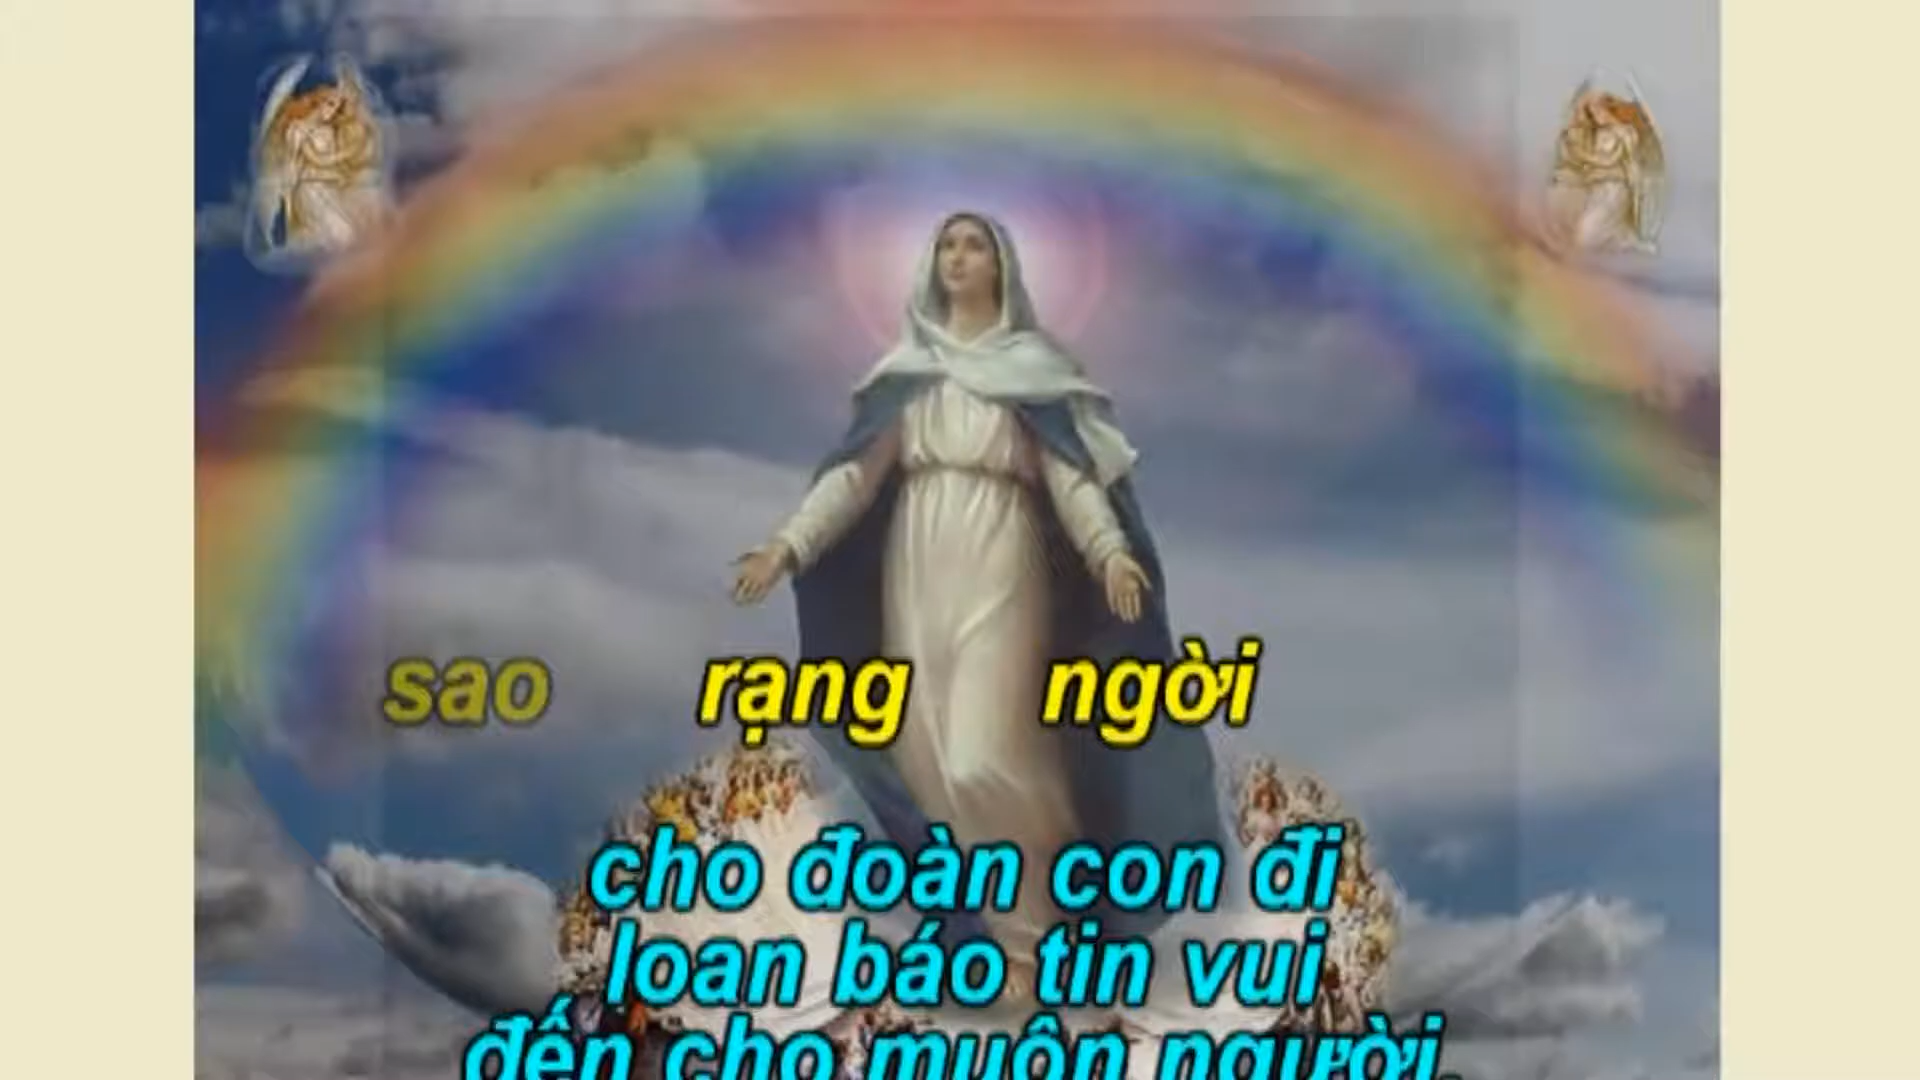 sao rạng ngời
cho đoàn con đi
loan báo tin vui
đến cho muôn người.